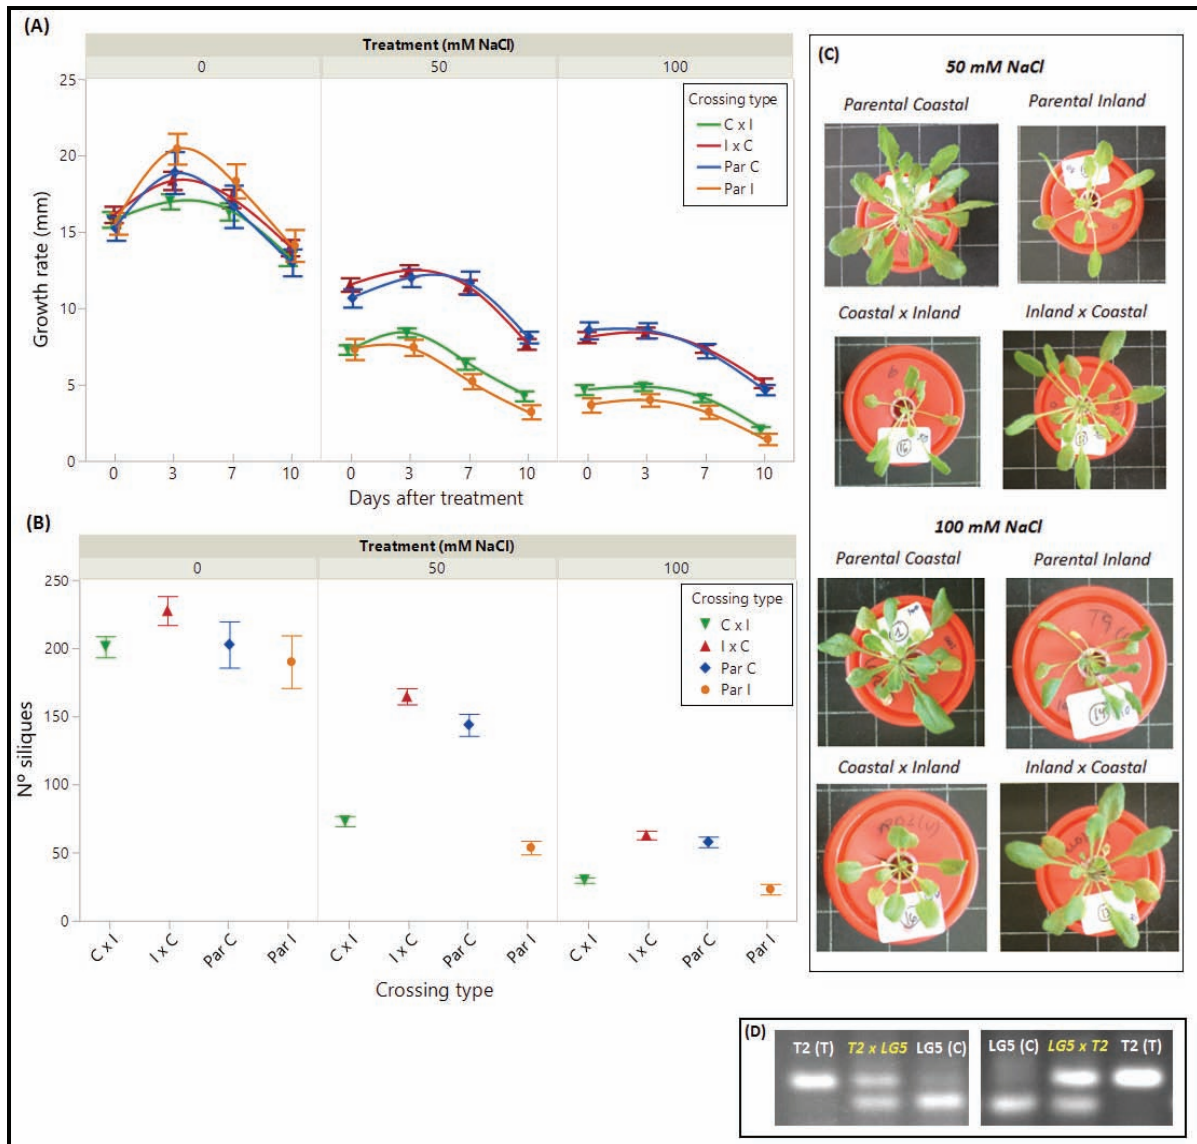 (A)
Treatment (mM NaCl)
0 50 100
Growth rate (mm)
25
20
15
10
5
0
Crossing type
C x I
I x C
Par C
Par I
0 3 7 10 0 3 7 10 0 3 7 10
Days after treatment
(B)
Treatment (mM NaCl)
0 50 100
Nº siliques
250
200
150
100
50
0
Crossing type
C x I
I x C
Par C
Par I
C x I I x C Par C Par I C x I I x C Par C Par I C x I I x C Par C Par I
Crossing type
(C)
50 mM NaCl
Parental Coastal Parental Inland
Coastal x Inland Inland x Coastal
16
100 mM NaCl
Parental Coastal Parental Inland
Coastal x Inland Inland x Coastal
16
(D)
T2 (T) T2 x LG5 LG5 (C) LG5 (C) LG5 x T2 T2 (T)